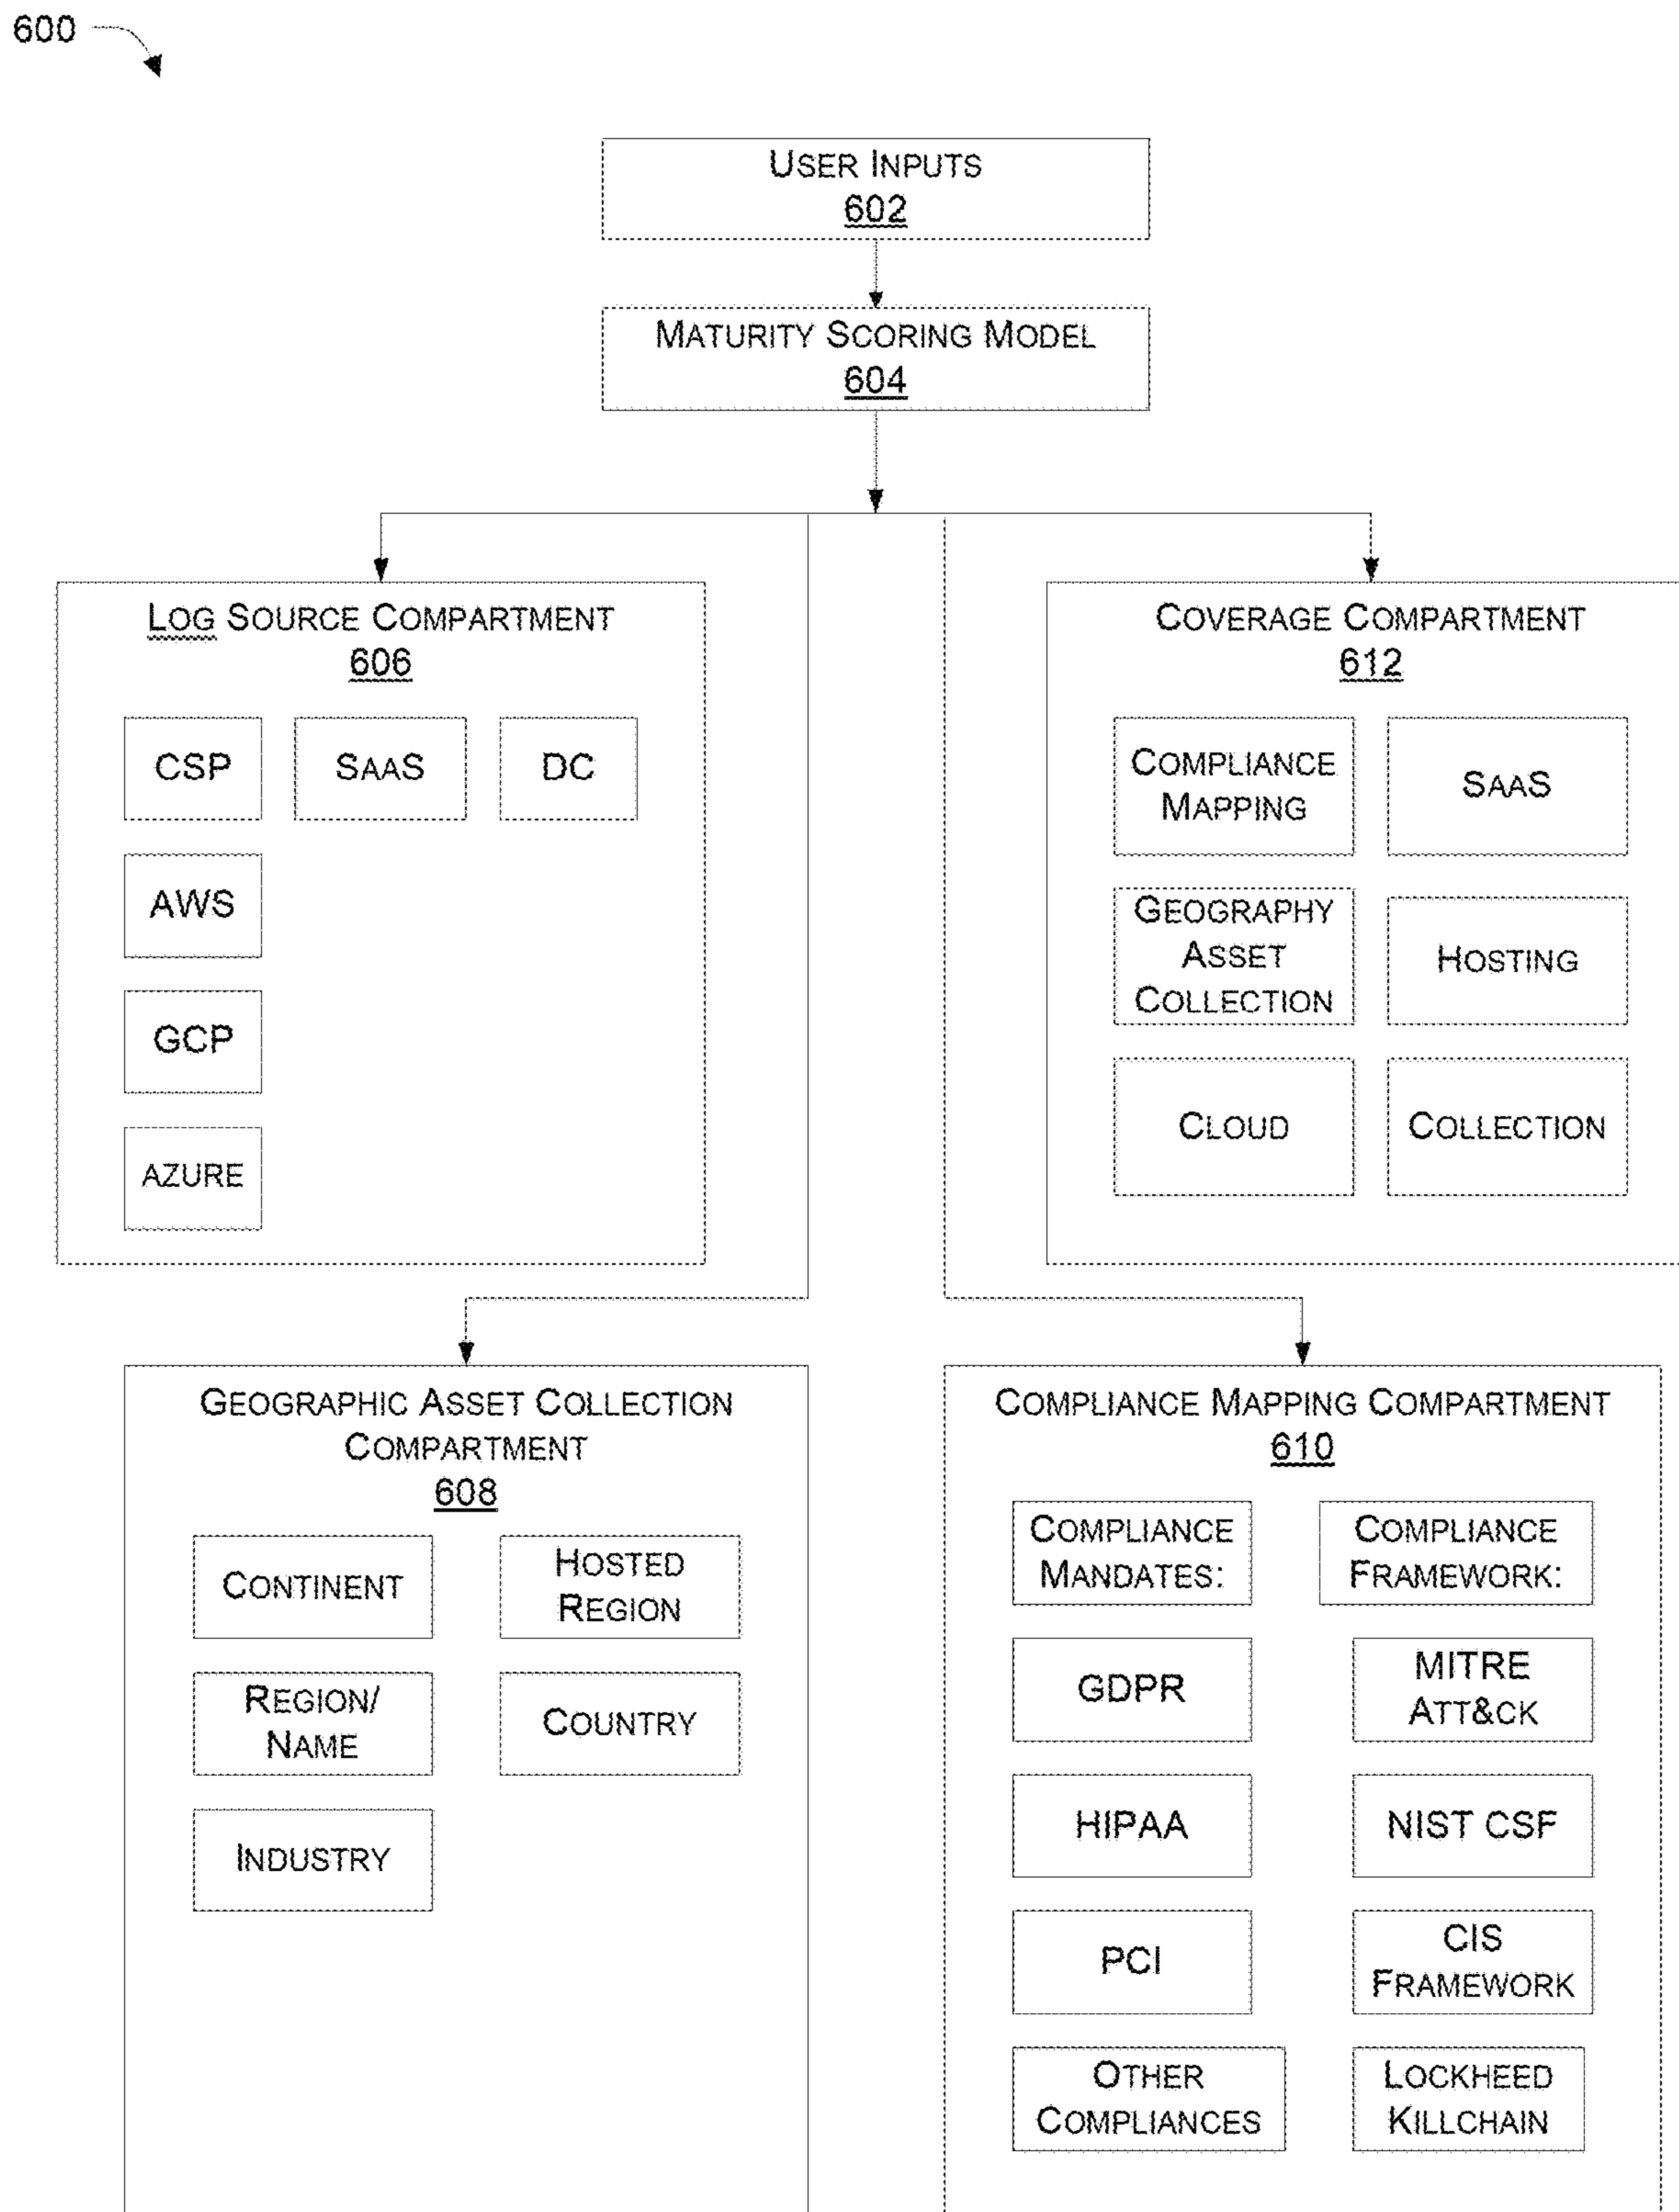 600
USER INPUTS
602
MATURITY SCORING MODEL
604
LOG SOURCE COMPARTMENT
606
CSP
SAAS
DC
AWS
GCP
AZURE
COVERAGE COMPARTMENT
612
COMPLIANCE
MAPPING
SAAS
GEOGRAPHY
ASSET
COLLECTION
HOSTING
CLOUD
COLLECTION
GEOGRAPHIC ASSET COLLECTION
COMPARTMENT
608
CONTINENT
HOSTED
REGION
REGION/
NAME
COUNTRY
INDUSTRY
COMPLIANCE MAPPING COMPARTMENT
610
COMPLIANCE
MANDATES:
COMPLIANCE
FRAMEWORK:
GDPR
MITRE
ATT&CK
HIPAA
NIST CSF
PCI
CIS
FRAMEWORK
OTHER
COMPLIANCES
LOCKHEED
KILLCHAIN